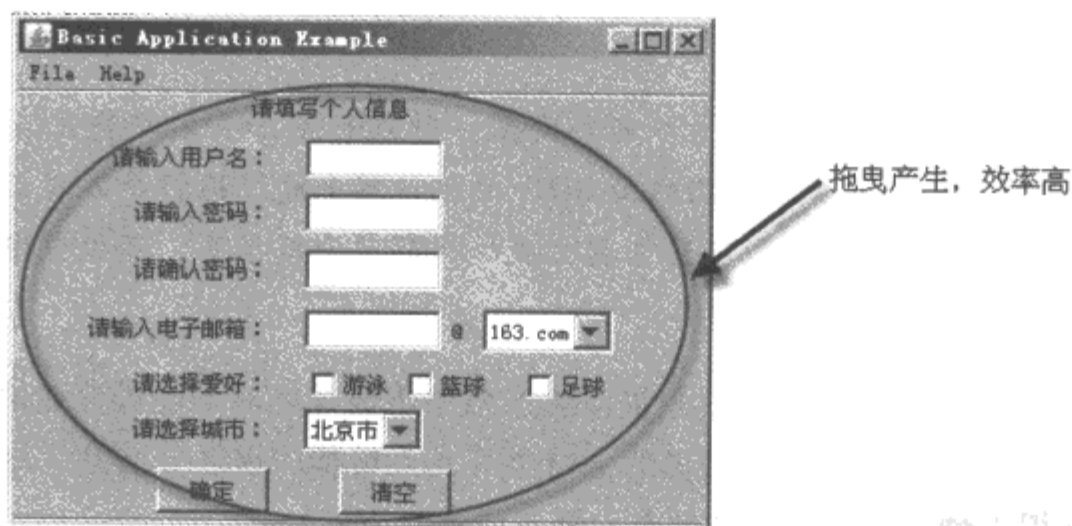 Basic Application Example
File Help
请填写个人信息
请输入用户名：
请输入密码：
请确认密码：
请输入电子邮箱： @ 163.com
请选择爱好： 游泳 篮球 足球
请选择城市： 北京市
确定 清空
拖曳产生，效率高